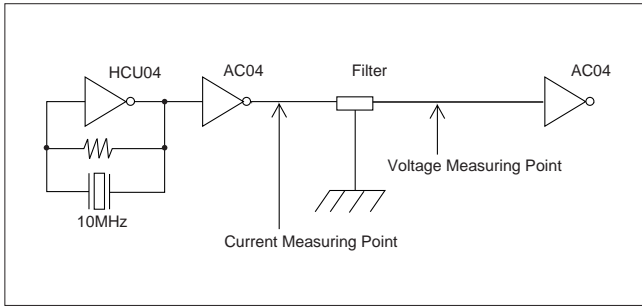 HCU04
AC04
Filter
AC04
Voltage Measuring Point
10MHz
Current Measuring Point